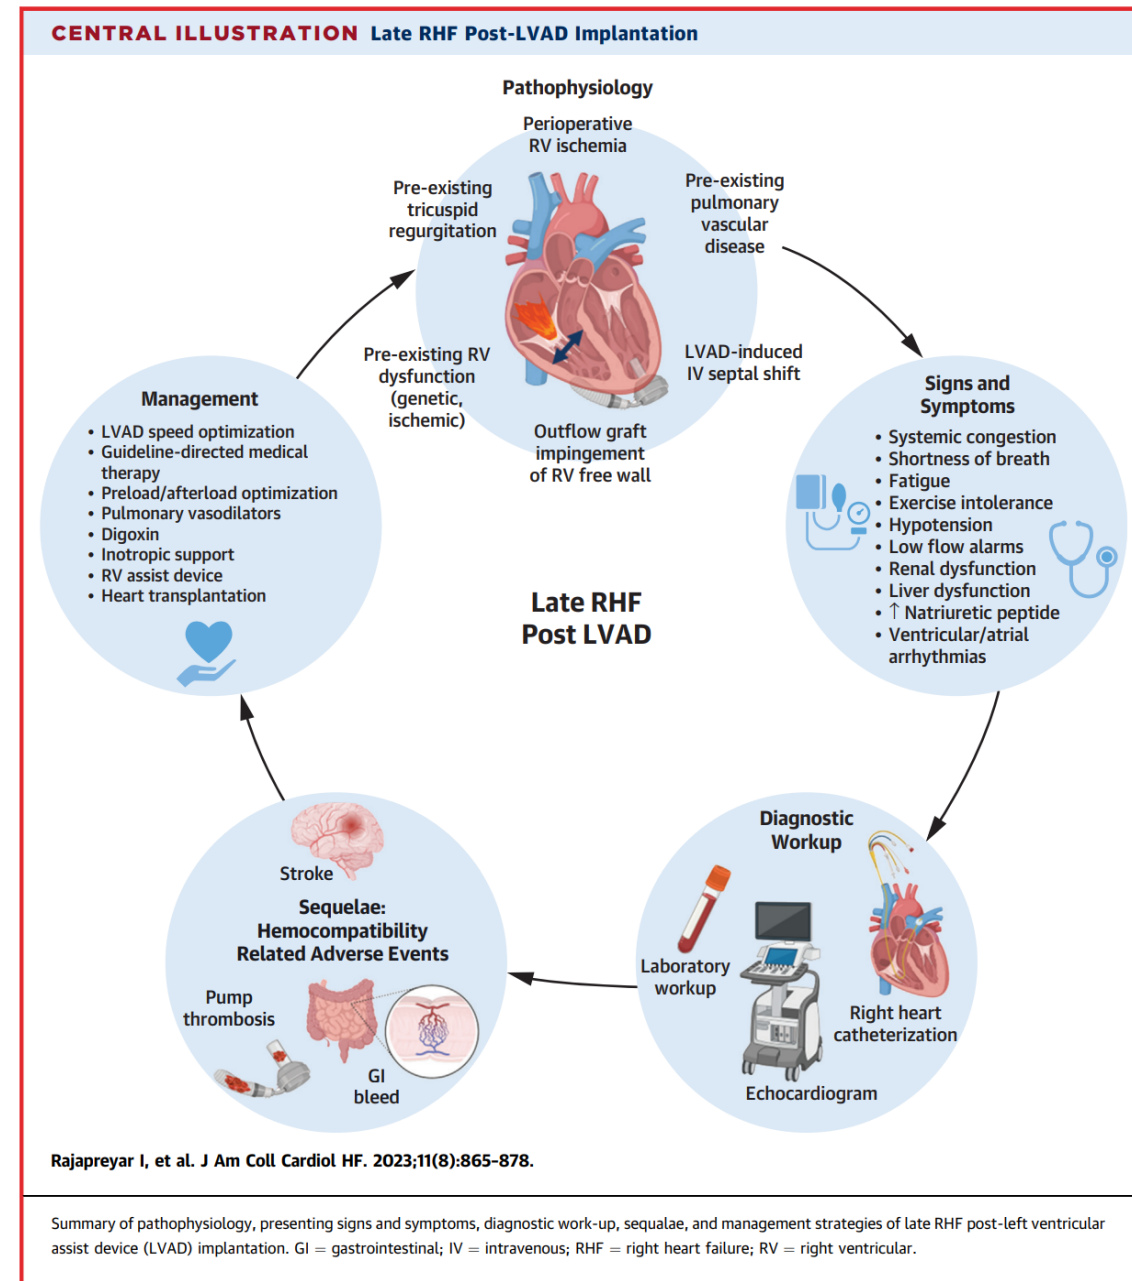 CENTRAL ILLUSTRATION Late RHF Post-LVAD Implantation
Pathophysiology
Perioperative
RV ischemia
Pre-existing
tricuspid
regurgitation
Pre-existing
pulmonary
vascular
disease
Pre-existing RV
dysfunction
(genetic,
ischemic)
LVAD-induced
IV septal shift
Outflow graft
impingement
of RV free wall
Signs and
Symptoms
• Systemic congestion
• Shortness of breath
• Fatigue
• Exercise intolerance
• Hypotension
• Low flow alarms
• Renal dysfunction
• Liver dysfunction
• ↑ Natriuretic peptide
• Ventricular/atrial
arrhythmias
Management
• LVAD speed optimization
• Guideline-directed medical
therapy
• Preload/afterload optimization
• Pulmonary vasodilators
• Digoxin
• Inotropic support
• RV assist device
• Heart transplantation
Late RHF
Post LVAD
Diagnostic
Workup
Laboratory
workup
Right heart
catheterization
Echocardiogram
Stroke
Sequelae:
Hemocompatibility
Related Adverse Events
Pump
thrombosis
GI
bleed
Rajapreyar I, et al. J Am Coll Cardiol HF. 2023;11(8):865–878.
Summary of pathophysiology, presenting signs and symptoms, diagnostic work-up, sequalae, and management strategies of late RHF post-left ventricular
assist device (LVAD) implantation. GI = gastrointestinal; IV = intravenous; RHF = right heart failure; RV = right ventricular.